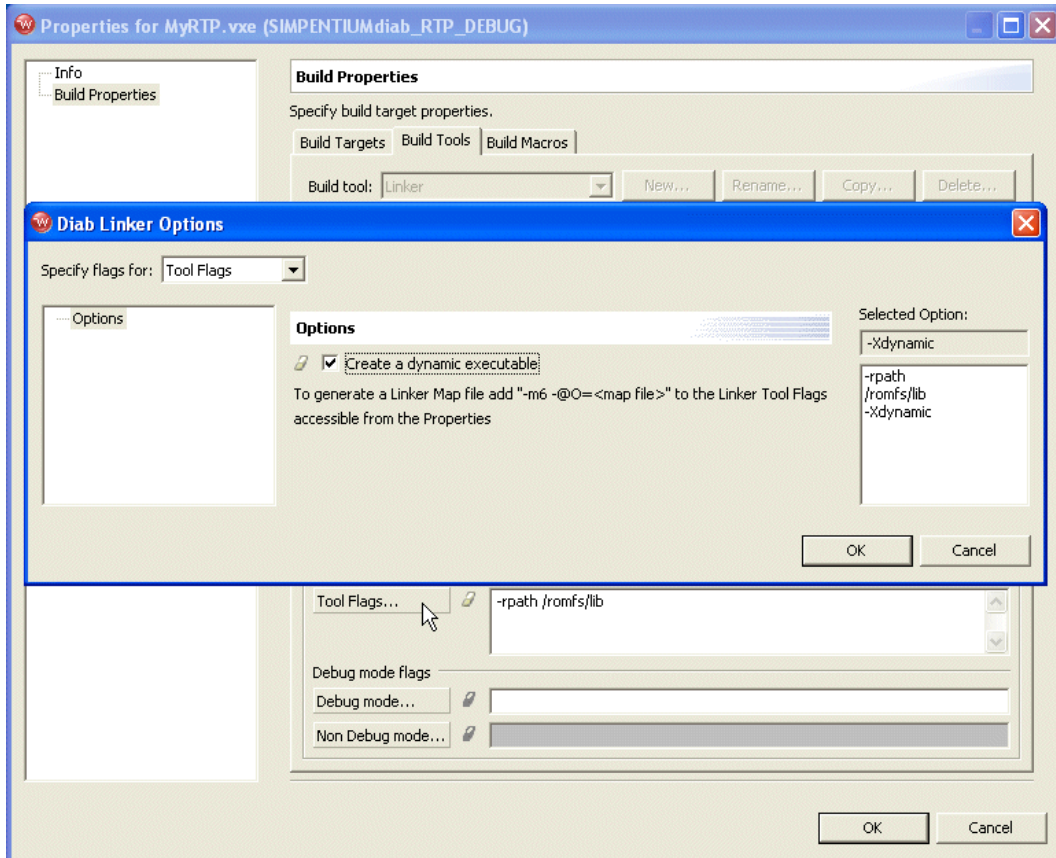 Properties for MyRTP.vxe (SIMPENTIUMdiab_RTP_DEBUG)
Info
Build Properties
Build Properties
Specify build target properties.
Build Targets Build Tools Build Macros
Build tool: Linker New... Rename... Copy... Delete...
Diab Linker Options
Specify flags for: Tool Flags
Options
Options
Create a dynamic executable
To generate a Linker Map file add "-m6 -@O=<map file>" to the Linker Tool Flags
accessible from the Properties
Selected Option:
-Xdynamic
-rpath
/romfs/lib
-Xdynamic
OK Cancel
Tool Flags... -rpath /romfs/lib
Debug mode flags
Debug mode...
Non Debug mode...
OK Cancel